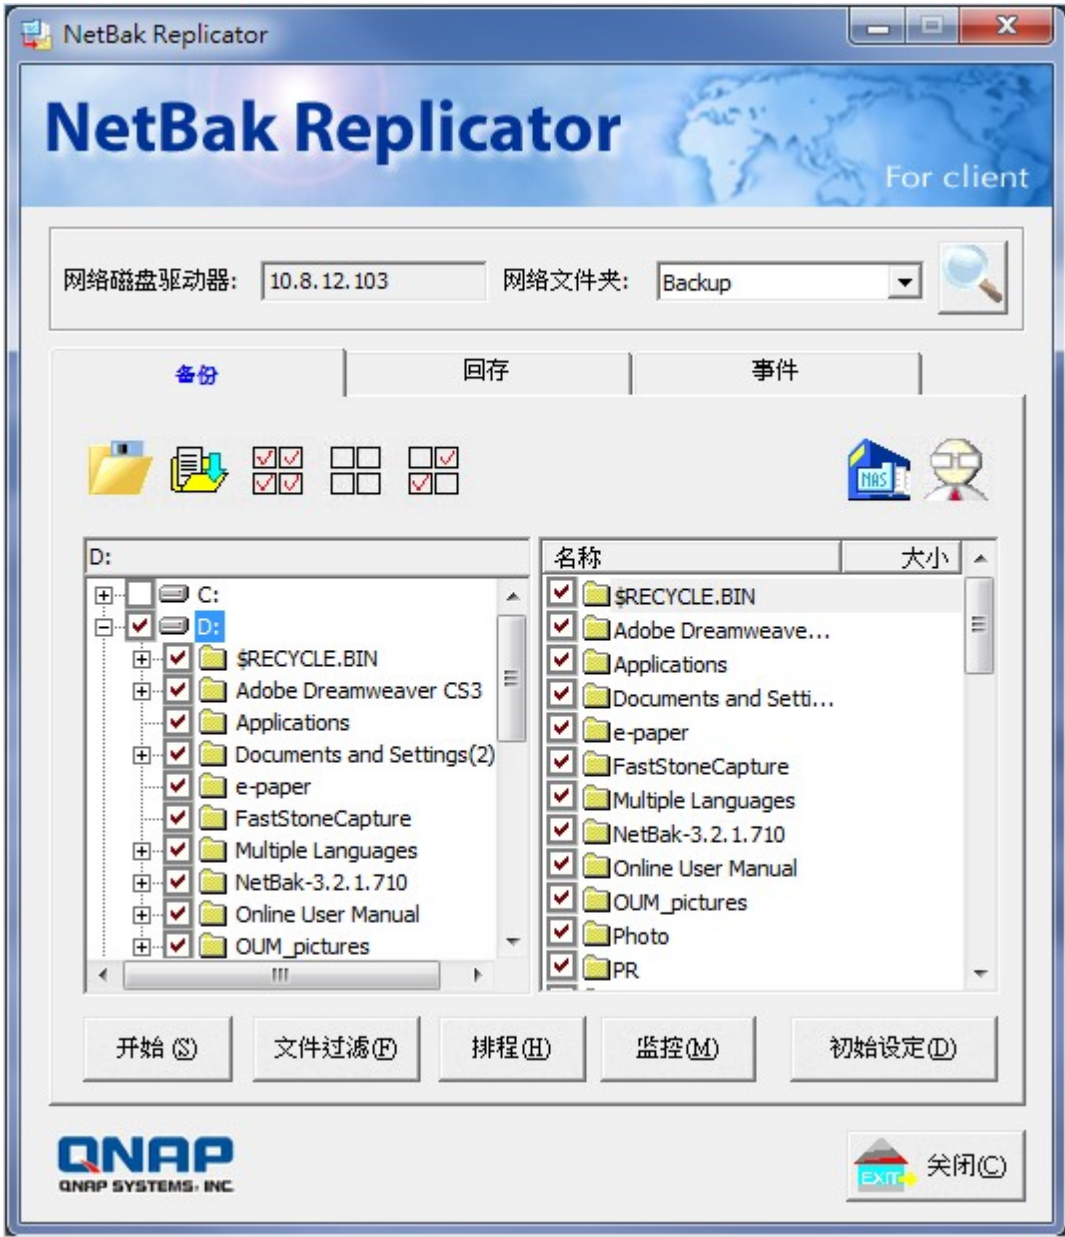 NetBak Replicator
NetBak Replicator
For client
网络磁盘驱动器: 10.8.12.103 网络文件夹: Backup
备份 回存 事件
NAS
D:
名称 大小
C:
D:
$RECYCLE.BIN
Adobe Dreamweaver CS3
Applications
Documents and Settings(2)
e-paper
FastStoneCapture
Multiple Languages
NetBak-3.2.1.710
Online User Manual
OUM_pictures
$RECYCLE.BIN
Adobe Dreamweave...
Applications
Documents and Setti...
e-paper
FastStoneCapture
Multiple Languages
NetBak-3.2.1.710
Online User Manual
OUM_pictures
Photo
PR
开始 (S) 文件过滤(F) 排程(H) 监控(M) 初始设定(D)
QNAP
QNAP SYSTEMS, INC.
EXIT 关闭(C)